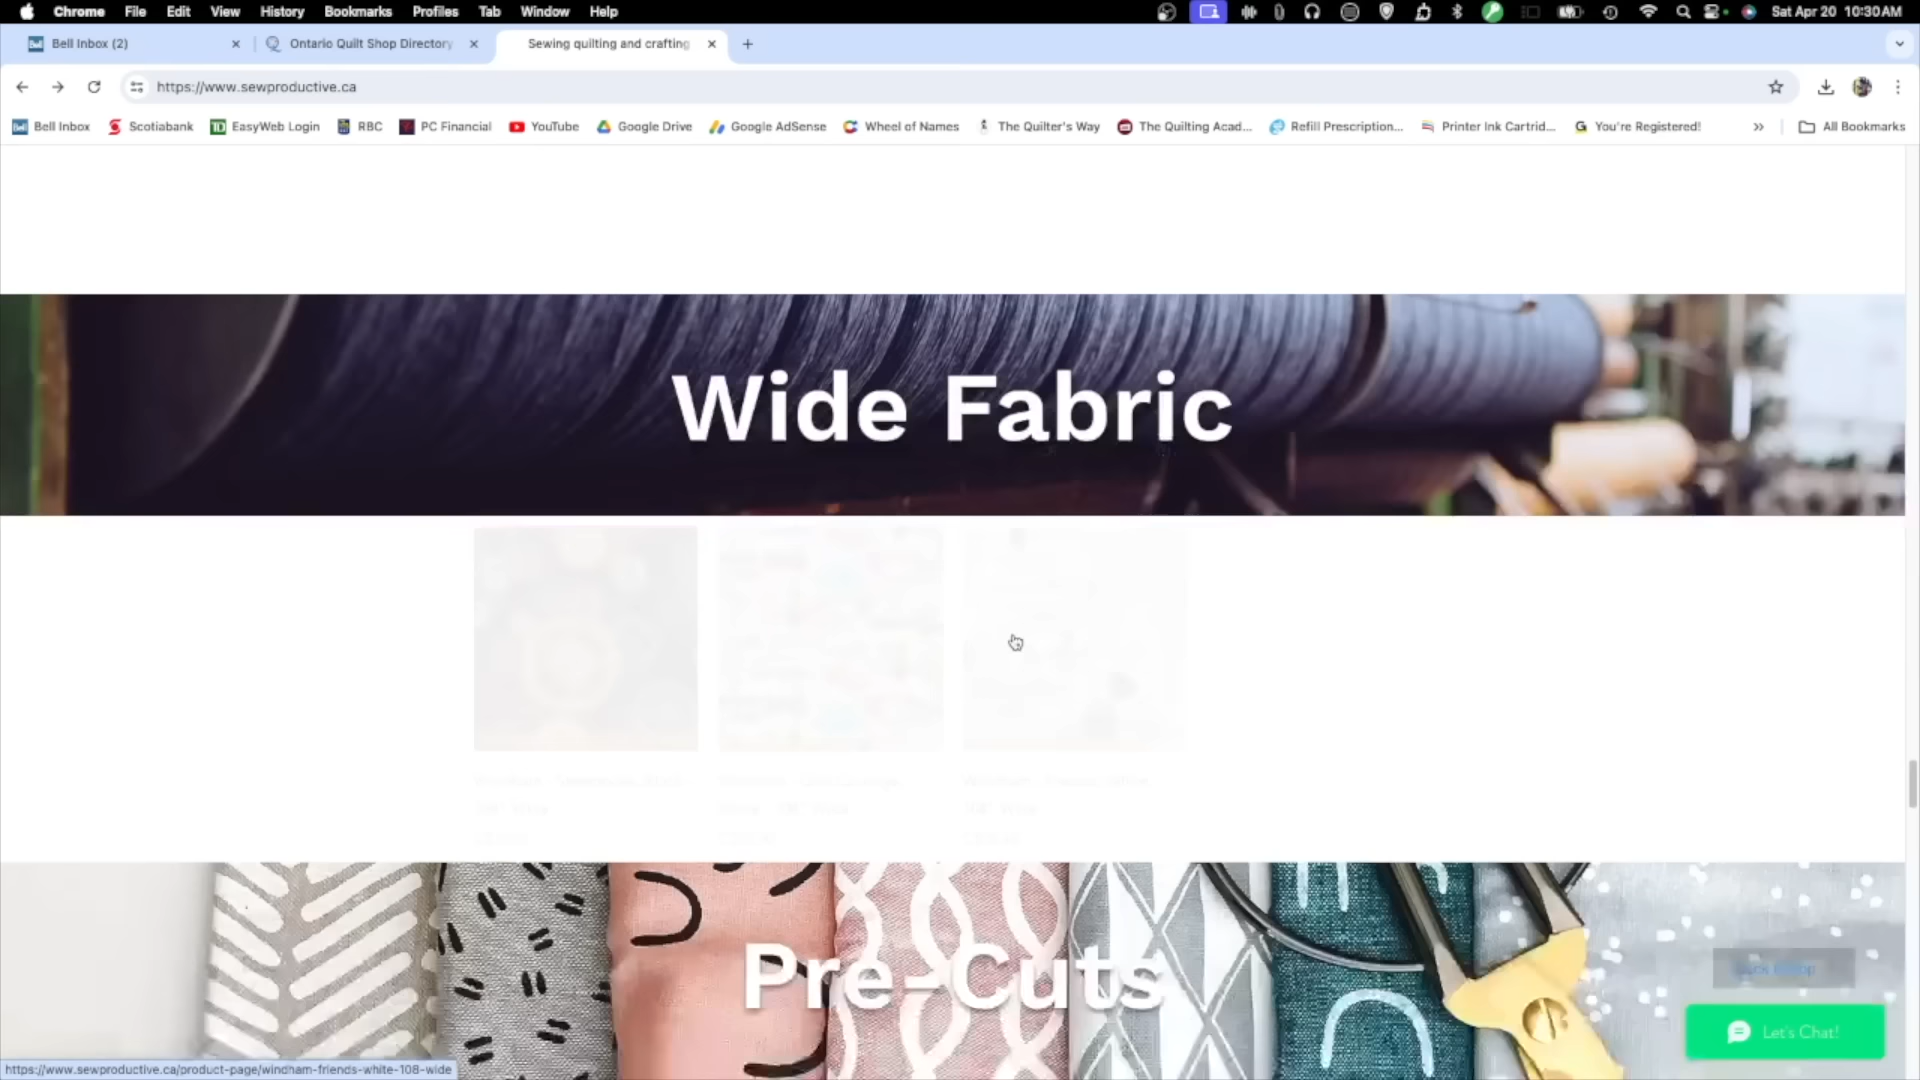 Chrome File Edit View History Bookmarks Profiles Tab Window Help Sat Apr 20 10:30 AM
Bell Inbox (2) Ontario Quilt Shop Directory Sewing quilting and crafting
https://www.sewproductive.ca
Bell Inbox Scotiabank EasyWeb Login RBC PC Financial YouTube Google Drive Google AdSense Wheel of Names The Quilter's Way The Quilting Acad... Refill Prescription... Printer Ink Cartrid... You're Registered! » All Bookmarks
Wide Fabric
Pre-Cuts
Let's Chat!
https://www.sewproductive.ca/product-page/windham-friends-white-108-wide